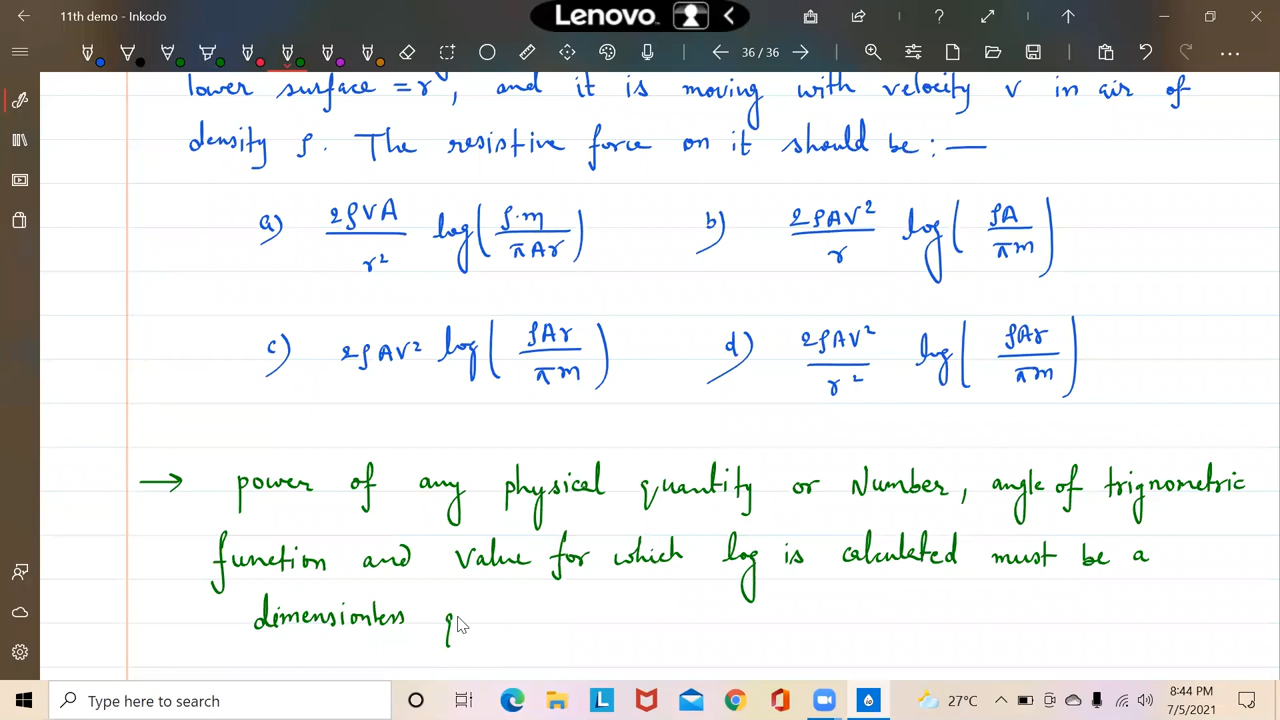 11th demo - Inkodo
Lenovo
36 / 36
lower surface = r, and it is moving with velocity v in air of
density ρ. The resistive force on it should be : —
a) 2ρVA/r² log(ρ·m/πAr) b) 2ρAV²/r log(ρA/πm)
c) 2ρAV² log(ρAr/πm) d) 2ρAV²/r² log(ρAr/πm)
→ power of any physical quantity or Number, angle of trignometric
function and value for which log is calculated must be a
dimensionless q
Type here to search
27°C
8:44 PM
7/5/2021